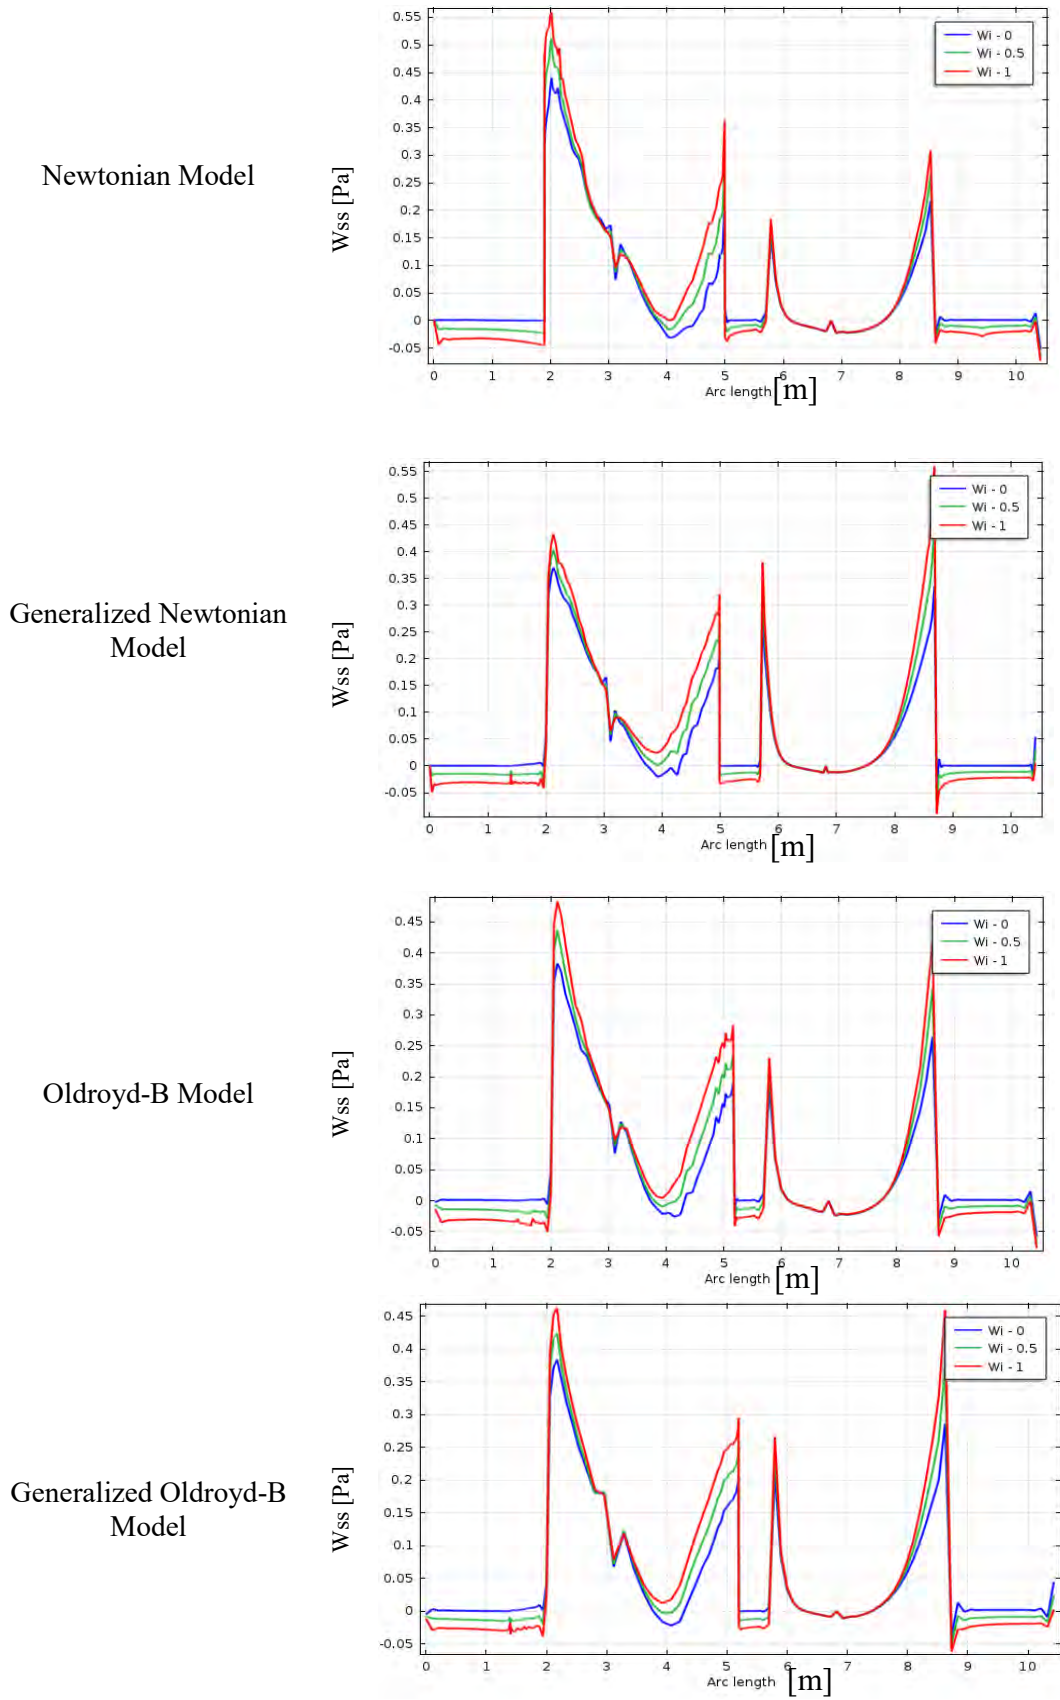 Newtonian Model
Wss [Pa]
0.55
0.5
0.45
0.4
0.35
0.3
0.25
0.2
0.15
0.1
0.05
0
-0.05
Wi - 0
Wi - 0.5
Wi - 1
0 1 2 3 4 5 6 7 8 9 10
Arc length [m]
Generalized Newtonian
Model
Wss [Pa]
0.55
0.5
0.45
0.4
0.35
0.3
0.25
0.2
0.15
0.1
0.05
0
-0.05
Wi - 0
Wi - 0.5
Wi - 1
0 1 2 3 4 5 6 7 8 9 10
Arc length [m]
Oldroyd-B Model
Wss [Pa]
0.45
0.4
0.35
0.3
0.25
0.2
0.15
0.1
0.05
0
-0.05
Wi - 0
Wi - 0.5
Wi - 1
0 1 2 3 4 5 6 7 8 9 10
Arc length [m]
Generalized Oldroyd-B
Model
Wss [Pa]
0.45
0.4
0.35
0.3
0.25
0.2
0.15
0.1
0.05
0
-0.05
Wi - 0
Wi - 0.5
Wi - 1
0 1 2 3 4 5 6 7 8 9 10
Arc length [m]